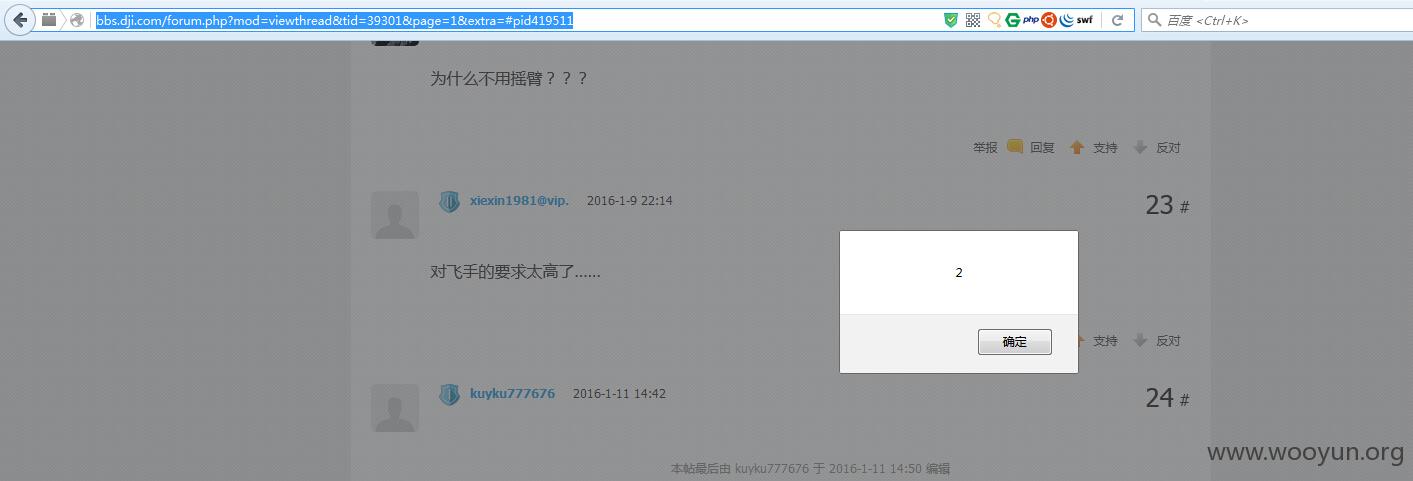 bbs.dji.com/forum.php?mod=viewthread&tid=39301&page=1&extra=#pid419511
php
swf
百度 <Ctrl+K>
为什么不用摇臂？？？
举报 回复 支持 反对
xiexin1981@vip. 2016-1-9 22:14
23 #
对飞手的要求太高了......
2
确定
支持 反对
kuyku777676 2016-1-11 14:42
24 #
www.wooyun.org
本帖最后由 kuyku777676 于 2016-1-11 14:50 编辑